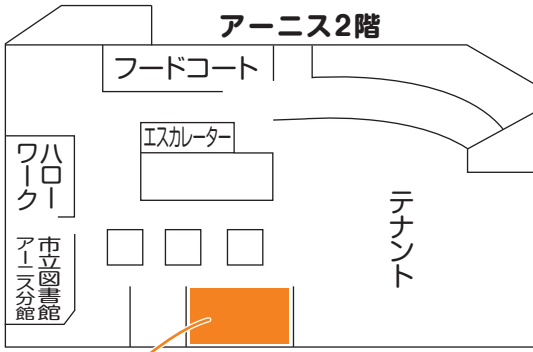 アーニス2階
フードコート
エスカレーター
ハロー
ワーク
テナント
市立図書館
アーニス分館